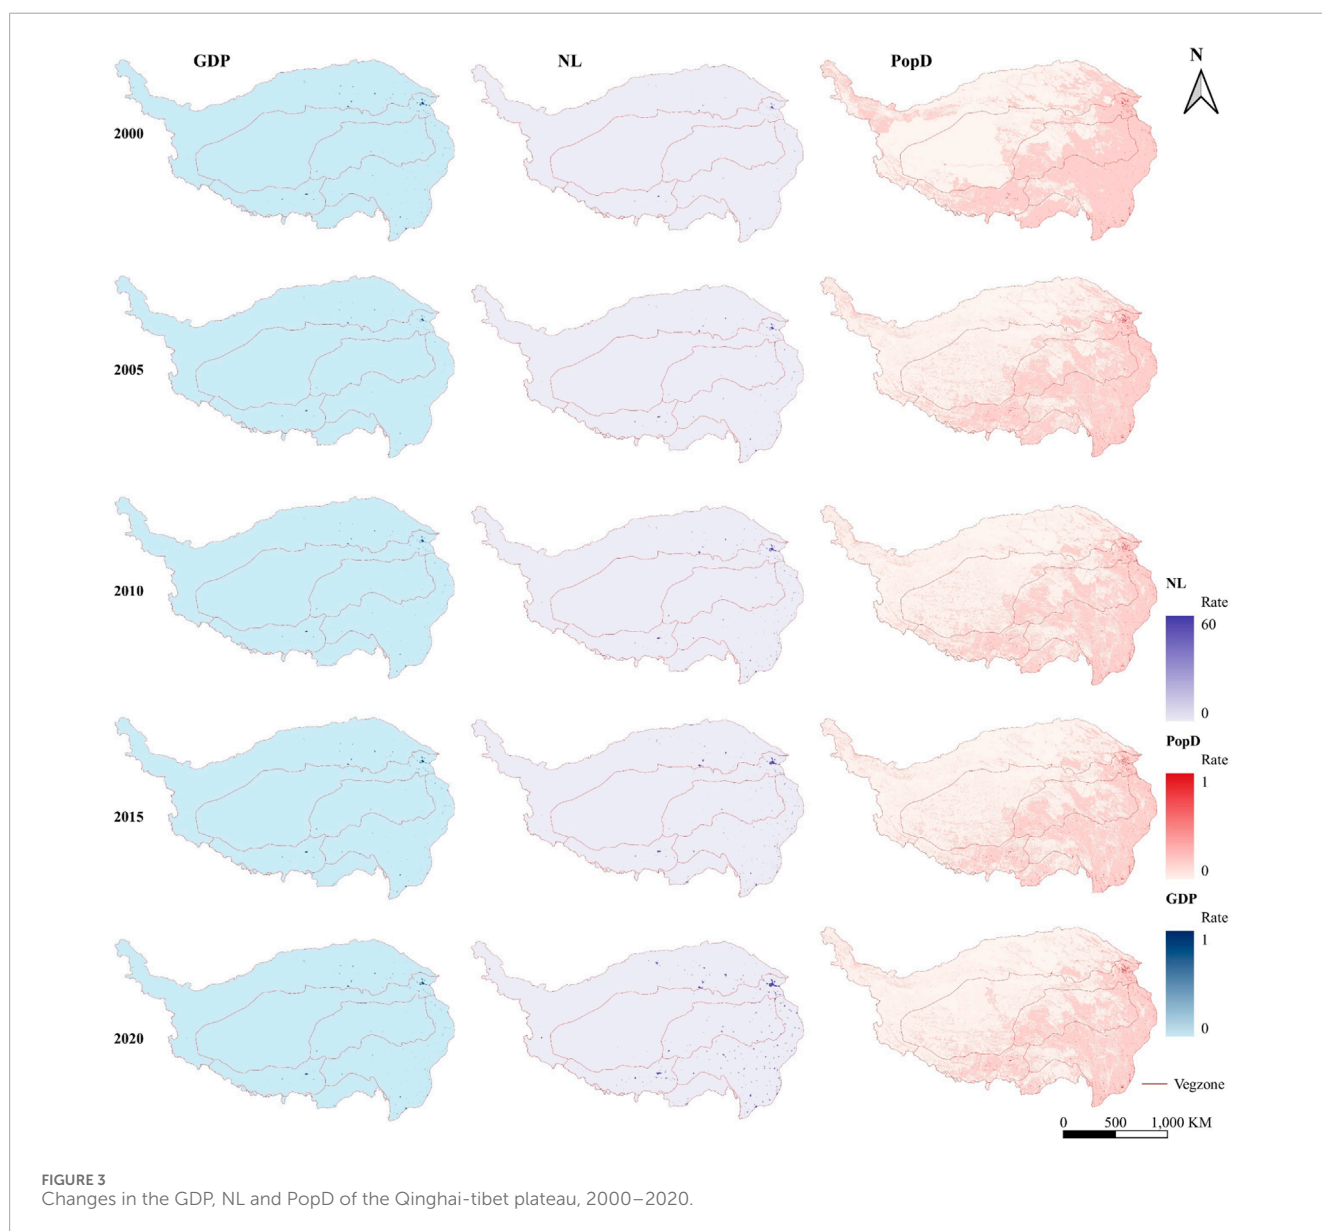 GDP
NL
PopD
N
2000
2005
2010
2015
2020
NL
Rate
60
0
PopD
Rate
1
0
GDP
Rate
1
0
Vegzone
0 500 1,000 KM
FIGURE 3
Changes in the GDP, NL and PopD of the Qinghai-tibet plateau, 2000–2020.